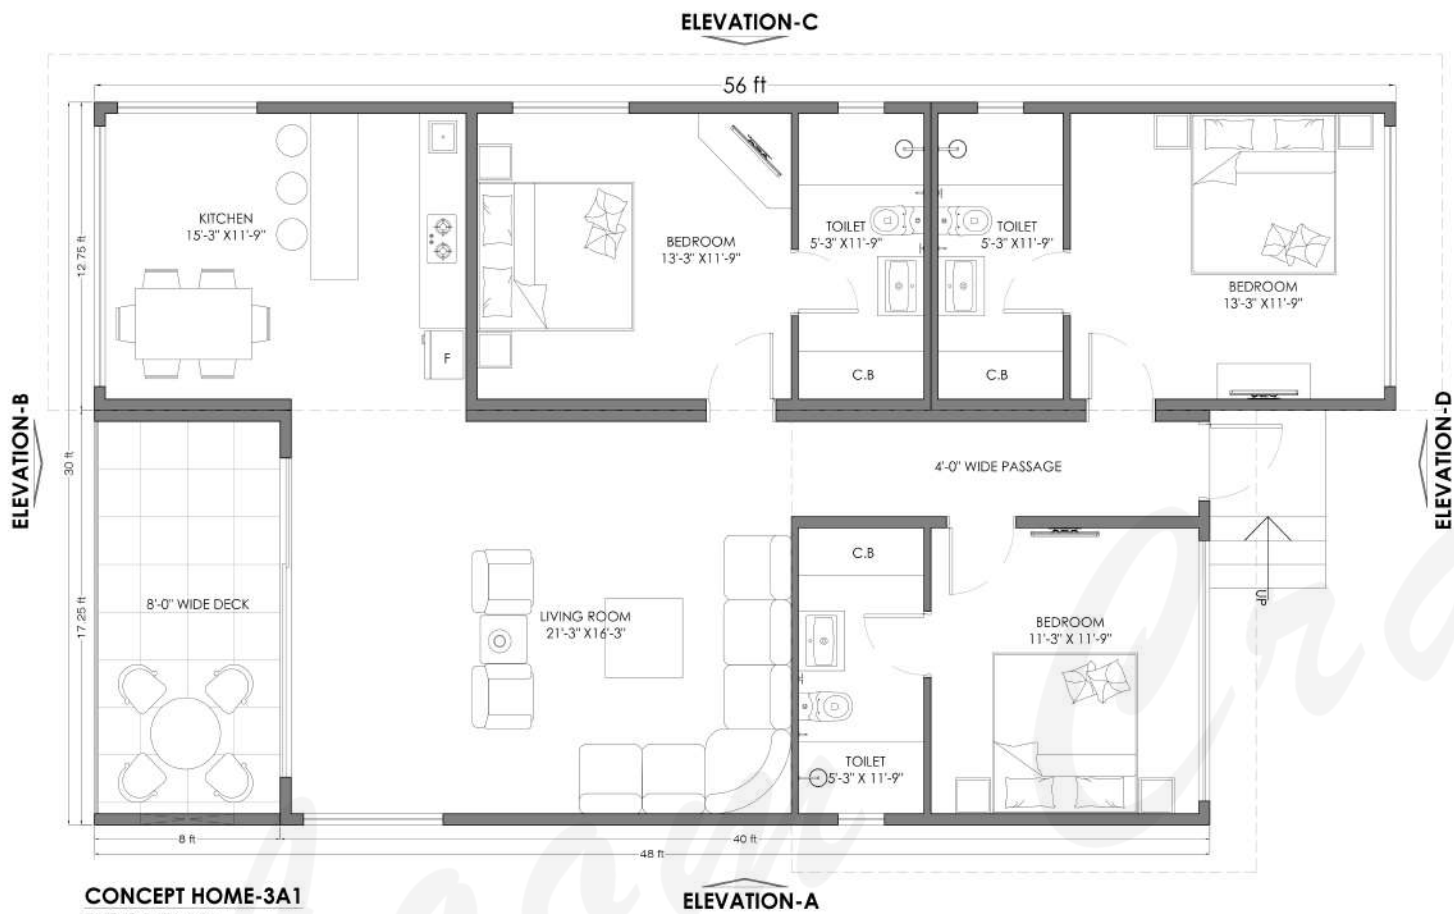 ELEVATION-C
56 ft
KITCHEN
15'-3" X11'-9"
BEDROOM
13'-3" X11'-9"
TOILET
5'-3" X11'-9"
TOILET
5'-3" X11'-9"
BEDROOM
13'-3" X11'-9"
12.75 ft
F
C.B
C.B
ELEVATION-B
30 ft
ELEVATION-D
4'-0" WIDE PASSAGE
C.B
UP
17.25 ft
8'-0" WIDE DECK
LIVING ROOM
21'-3" X16'-3"
BEDROOM
11'-3" X 11'-9"
TOILET
5'-3" X 11'-9"
8 ft
40 ft
48 ft
CONCEPT HOME-3A1
ELEVATION-A